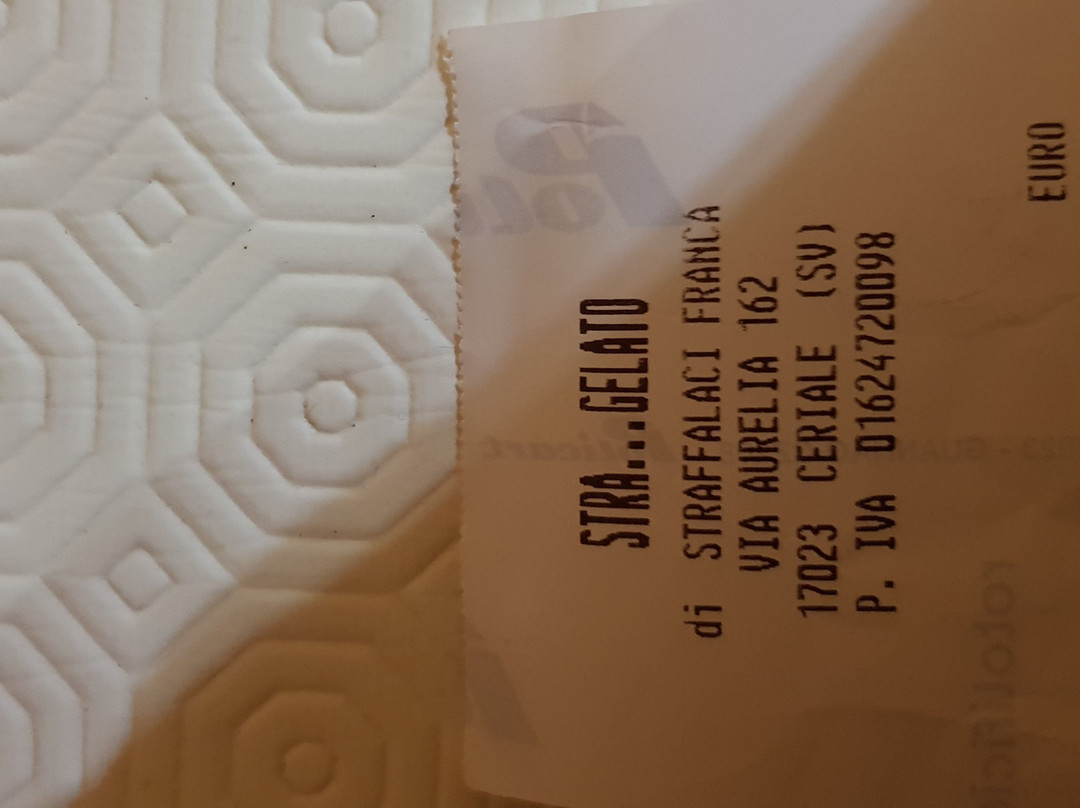 STRA...GELATO
di STRAFFALACI FRANCA
VIA AURELIA 162
17023 CERIALE (SV)
P. IVA 01624720098
EURO